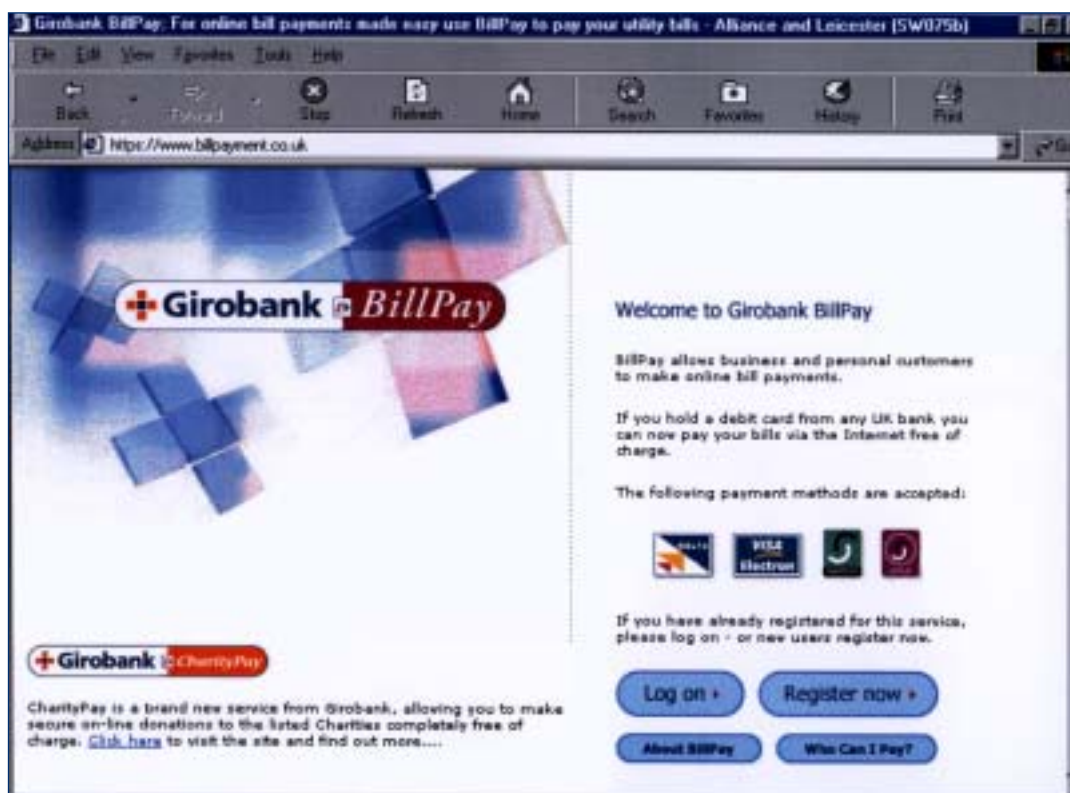 Girobank BillPay: For online bill payments made easy use BillPay to pay your utility bills - Alliance and Leicester (SW075b)
File Edit View Favorites Tools Help
Back Forward Stop Refresh Home Search Favorites History Print
Address https://www.billpayment.co.uk
Girobank BillPay
Welcome to Girobank BillPay
BillPay allows business and personal customers
to make online bill payments.
If you hold a debit card from any UK bank you
can now pay your bills via the Internet free of
charge.
The following payment methods are accepted:
VISA
Electron
If you have already registered for this service,
please log on - or new users register now.
Log on
Register now
About BillPay
Who Can I Pay?
Girobank CharityPay
CharityPay is a brand new service from Girobank, allowing you to make
secure on-line donations to the listed Charities completely free of
charge. Click here to visit the site and find out more....